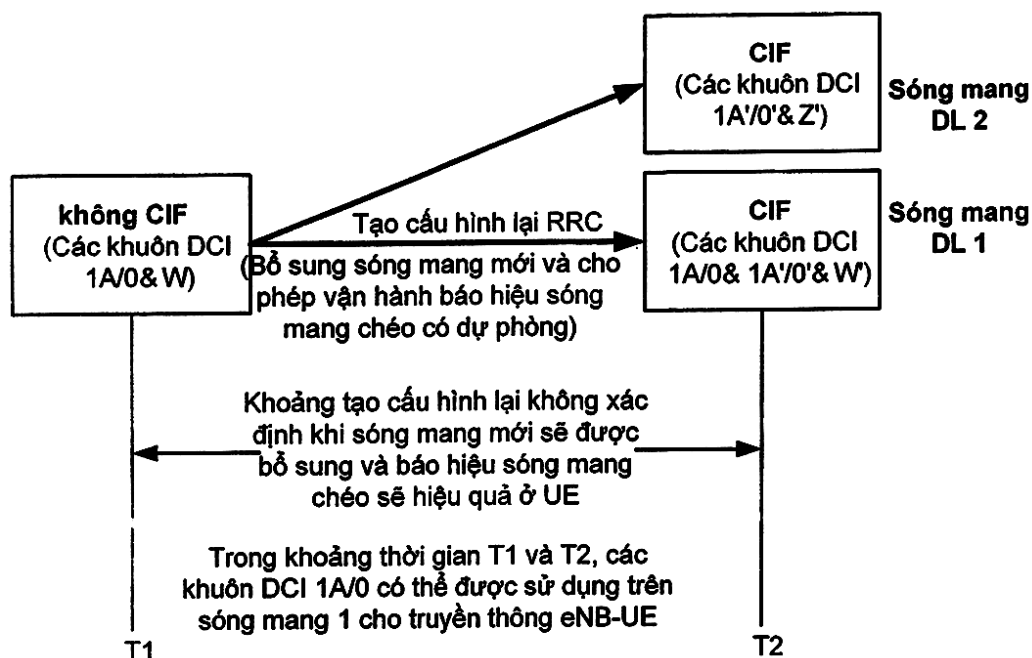 CIF
(Các khuôn DCI
1A'/0'& Z')
Sóng mang
DL 2
không CIF
(Các khuôn DCI
1A/0& W)
Tạo cấu hình lại RRC
(Bổ sung sóng mang mới và cho
phép vận hành báo hiệu sóng
mang chéo có dự phòng)
CIF
(Các khuôn DCI
1A/0& 1A'/0'& W')
Sóng mang
DL 1
Khoảng tạo cấu hình lại không xác
định khi sóng mang mới sẽ được
bổ sung và báo hiệu sóng mang
chéo sẽ hiệu quả ở UE
Trong khoảng thời gian T1 và T2, các
khuôn DCI 1A/0 có thể được sử dụng trên
sóng mang 1 cho truyền thông eNB-UE
T1
T2